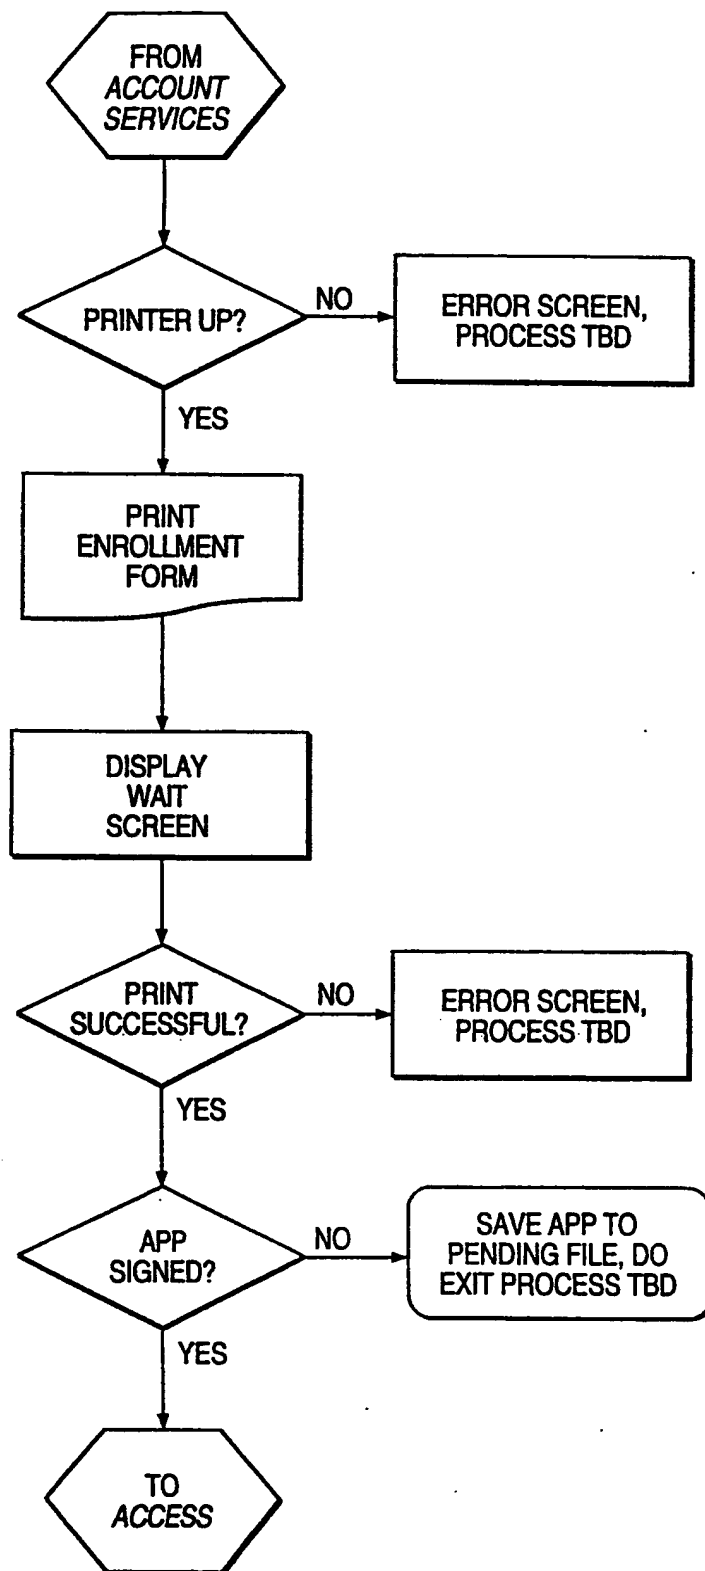 FROM
ACCOUNT
SERVICES
PRINTER UP?
NO
ERROR SCREEN,
PROCESS TBD
YES
PRINT
ENROLLMENT
FORM
DISPLAY
WAIT
SCREEN
PRINT
SUCCESSFUL?
NO
ERROR SCREEN,
PROCESS TBD
YES
APP
SIGNED?
NO
SAVE APP TO
PENDING FILE, DO
EXIT PROCESS TBD
YES
TO
ACCESS